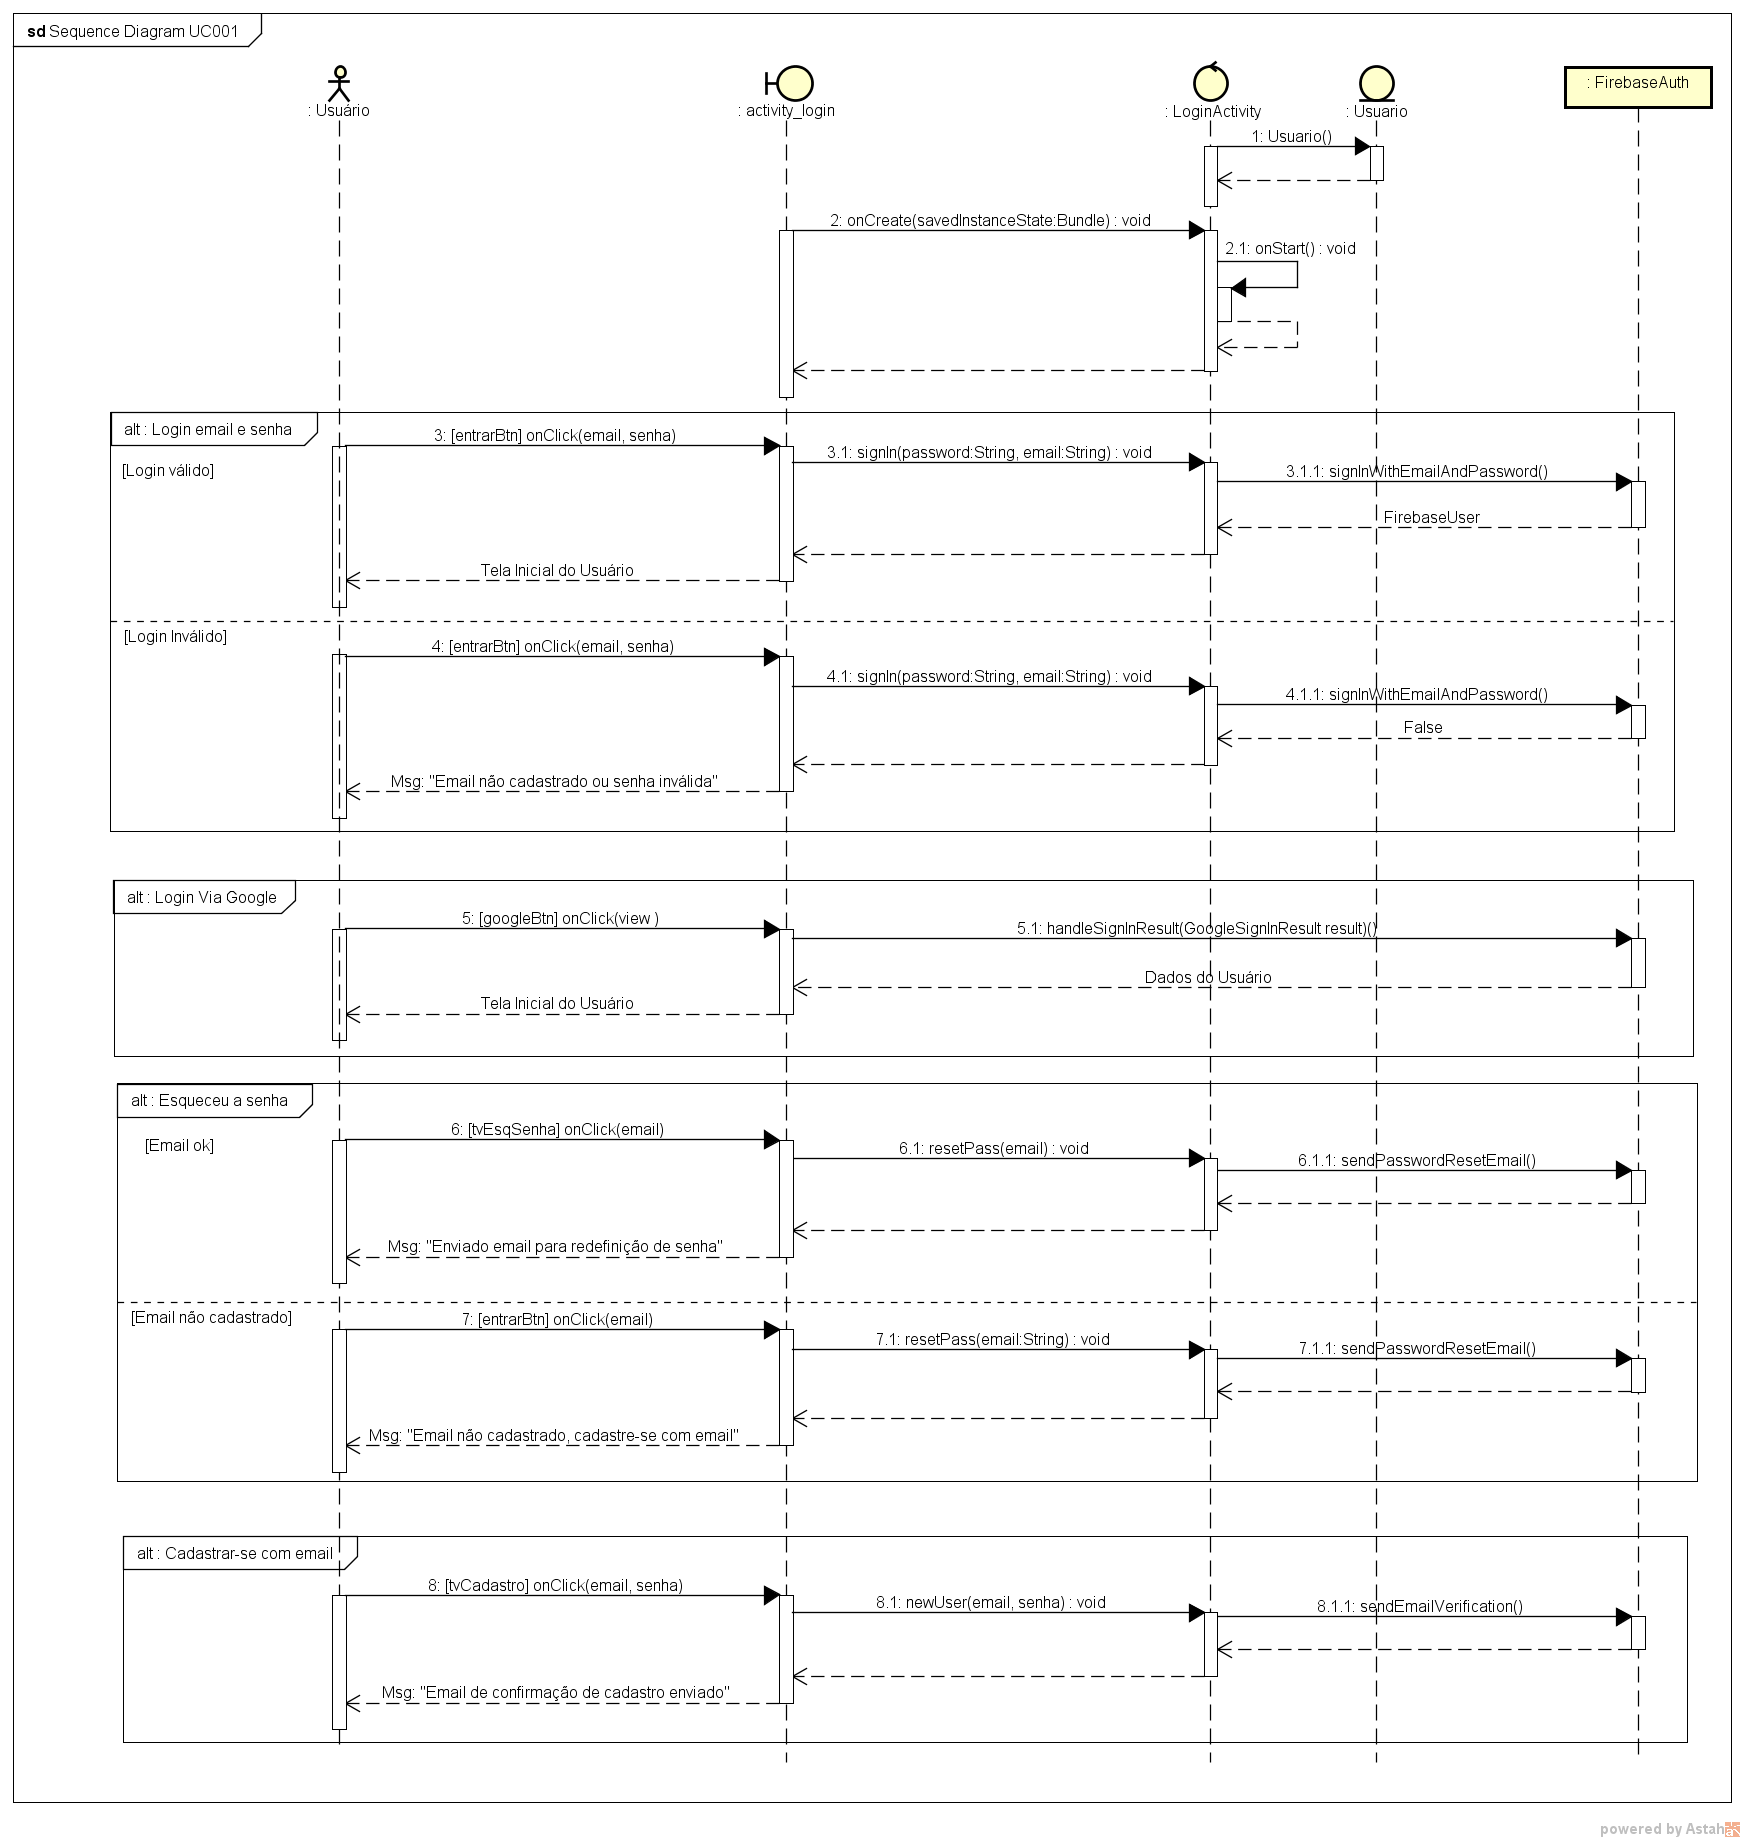 sd Sequence Diagram UC001
: Usuário
: activity_login
: LoginActivity
: Usuario
: FirebaseAuth
1: Usuario()
2: onCreate(savedInstanceState:Bundle) : void
2.1: onStart() : void
alt : Login email e senha
3: [entrarBtn] onClick(email, senha)
3.1: signIn(password:String, email:String) : void
[Login válido]
3.1.1: signInWithEmailAndPassword()
FirebaseUser
Tela Inicial do Usuário
[Login Inválido]
4: [entrarBtn] onClick(email, senha)
4.1: signIn(password:String, email:String) : void
4.1.1: signInWithEmailAndPassword()
False
Msg: "Email não cadastrado ou senha inválida"
alt : Login Via Google
5: [googleBtn] onClick(view )
5.1: handleSignInResult(GoogleSignInResult result)()
Dados do Usuário
Tela Inicial do Usuário
alt : Esqueceu a senha
6: [tvEsqSenha] onClick(email)
[Email ok]
6.1: resetPass(email) : void
6.1.1: sendPasswordResetEmail()
Msg: "Enviado email para redefinição de senha"
[Email não cadastrado]
7: [entrarBtn] onClick(email)
7.1: resetPass(email:String) : void
7.1.1: sendPasswordResetEmail()
Msg: "Email não cadastrado, cadastre-se com email"
alt : Cadastrar-se com email
8: [tvCadastro] onClick(email, senha)
8.1: newUser(email, senha) : void
8.1.1: sendEmailVerification()
Msg: "Email de confirmação de cadastro enviado"
powered by Astah